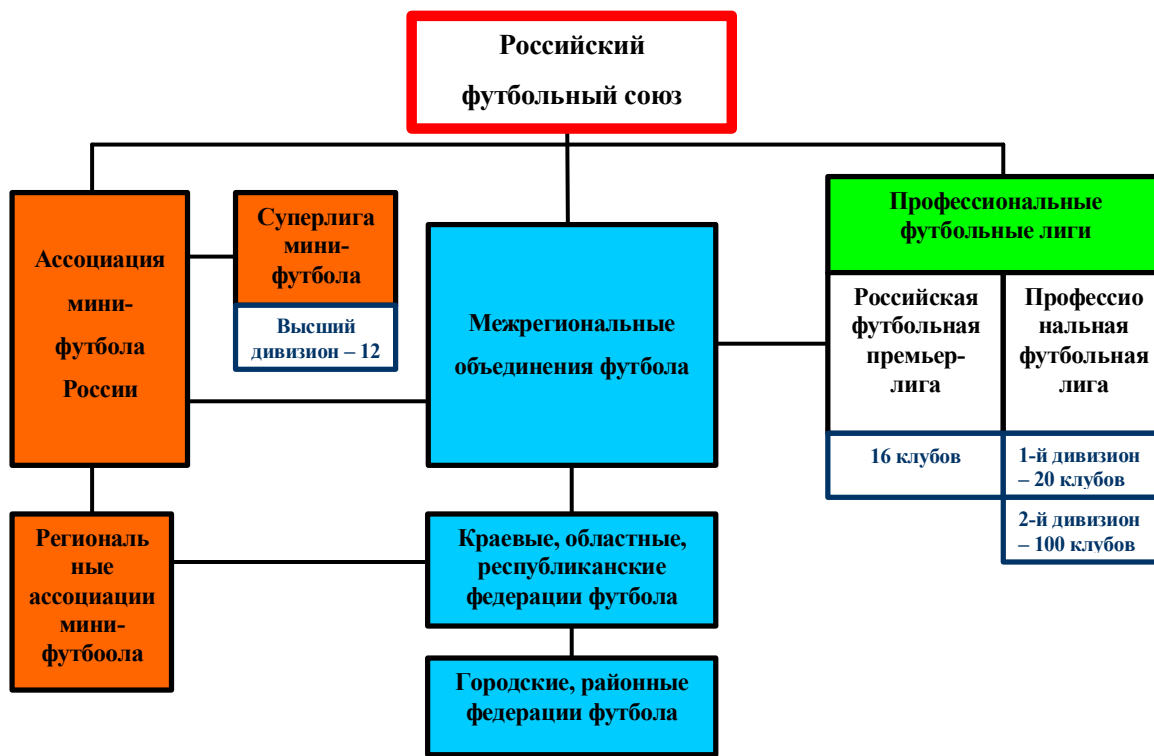 Российский
футбольный союз
Ассоциация
мини-
футбола
России
Суперлига
мини-
футбола
Высший
дивизион – 12
Межрегиональные
объединения футбола
Профессиональные
футбольные лиги
Российская
футбольная
премьер-
лига
Профессио
нальная
футбольная
лига
16 клубов
1-й дивизион
– 20 клубов
2-й дивизион
– 100 клубов
Региональ
ные
ассоциации
мини-
футбоола
Краевые, областные,
республиканские
федерации футбола
Городские, районные
федерации футбола